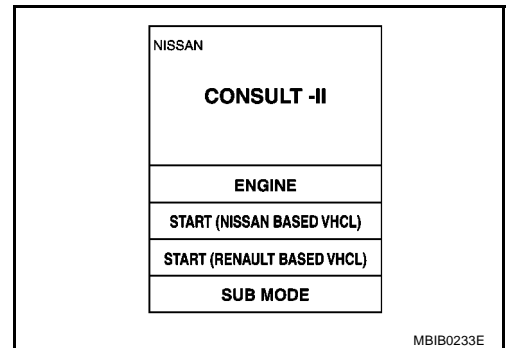 NISSAN
CONSULT -II
ENGINE
START (NISSAN BASED VHCL)
START (RENAULT BASED VHCL)
SUB MODE
MBIB0233E